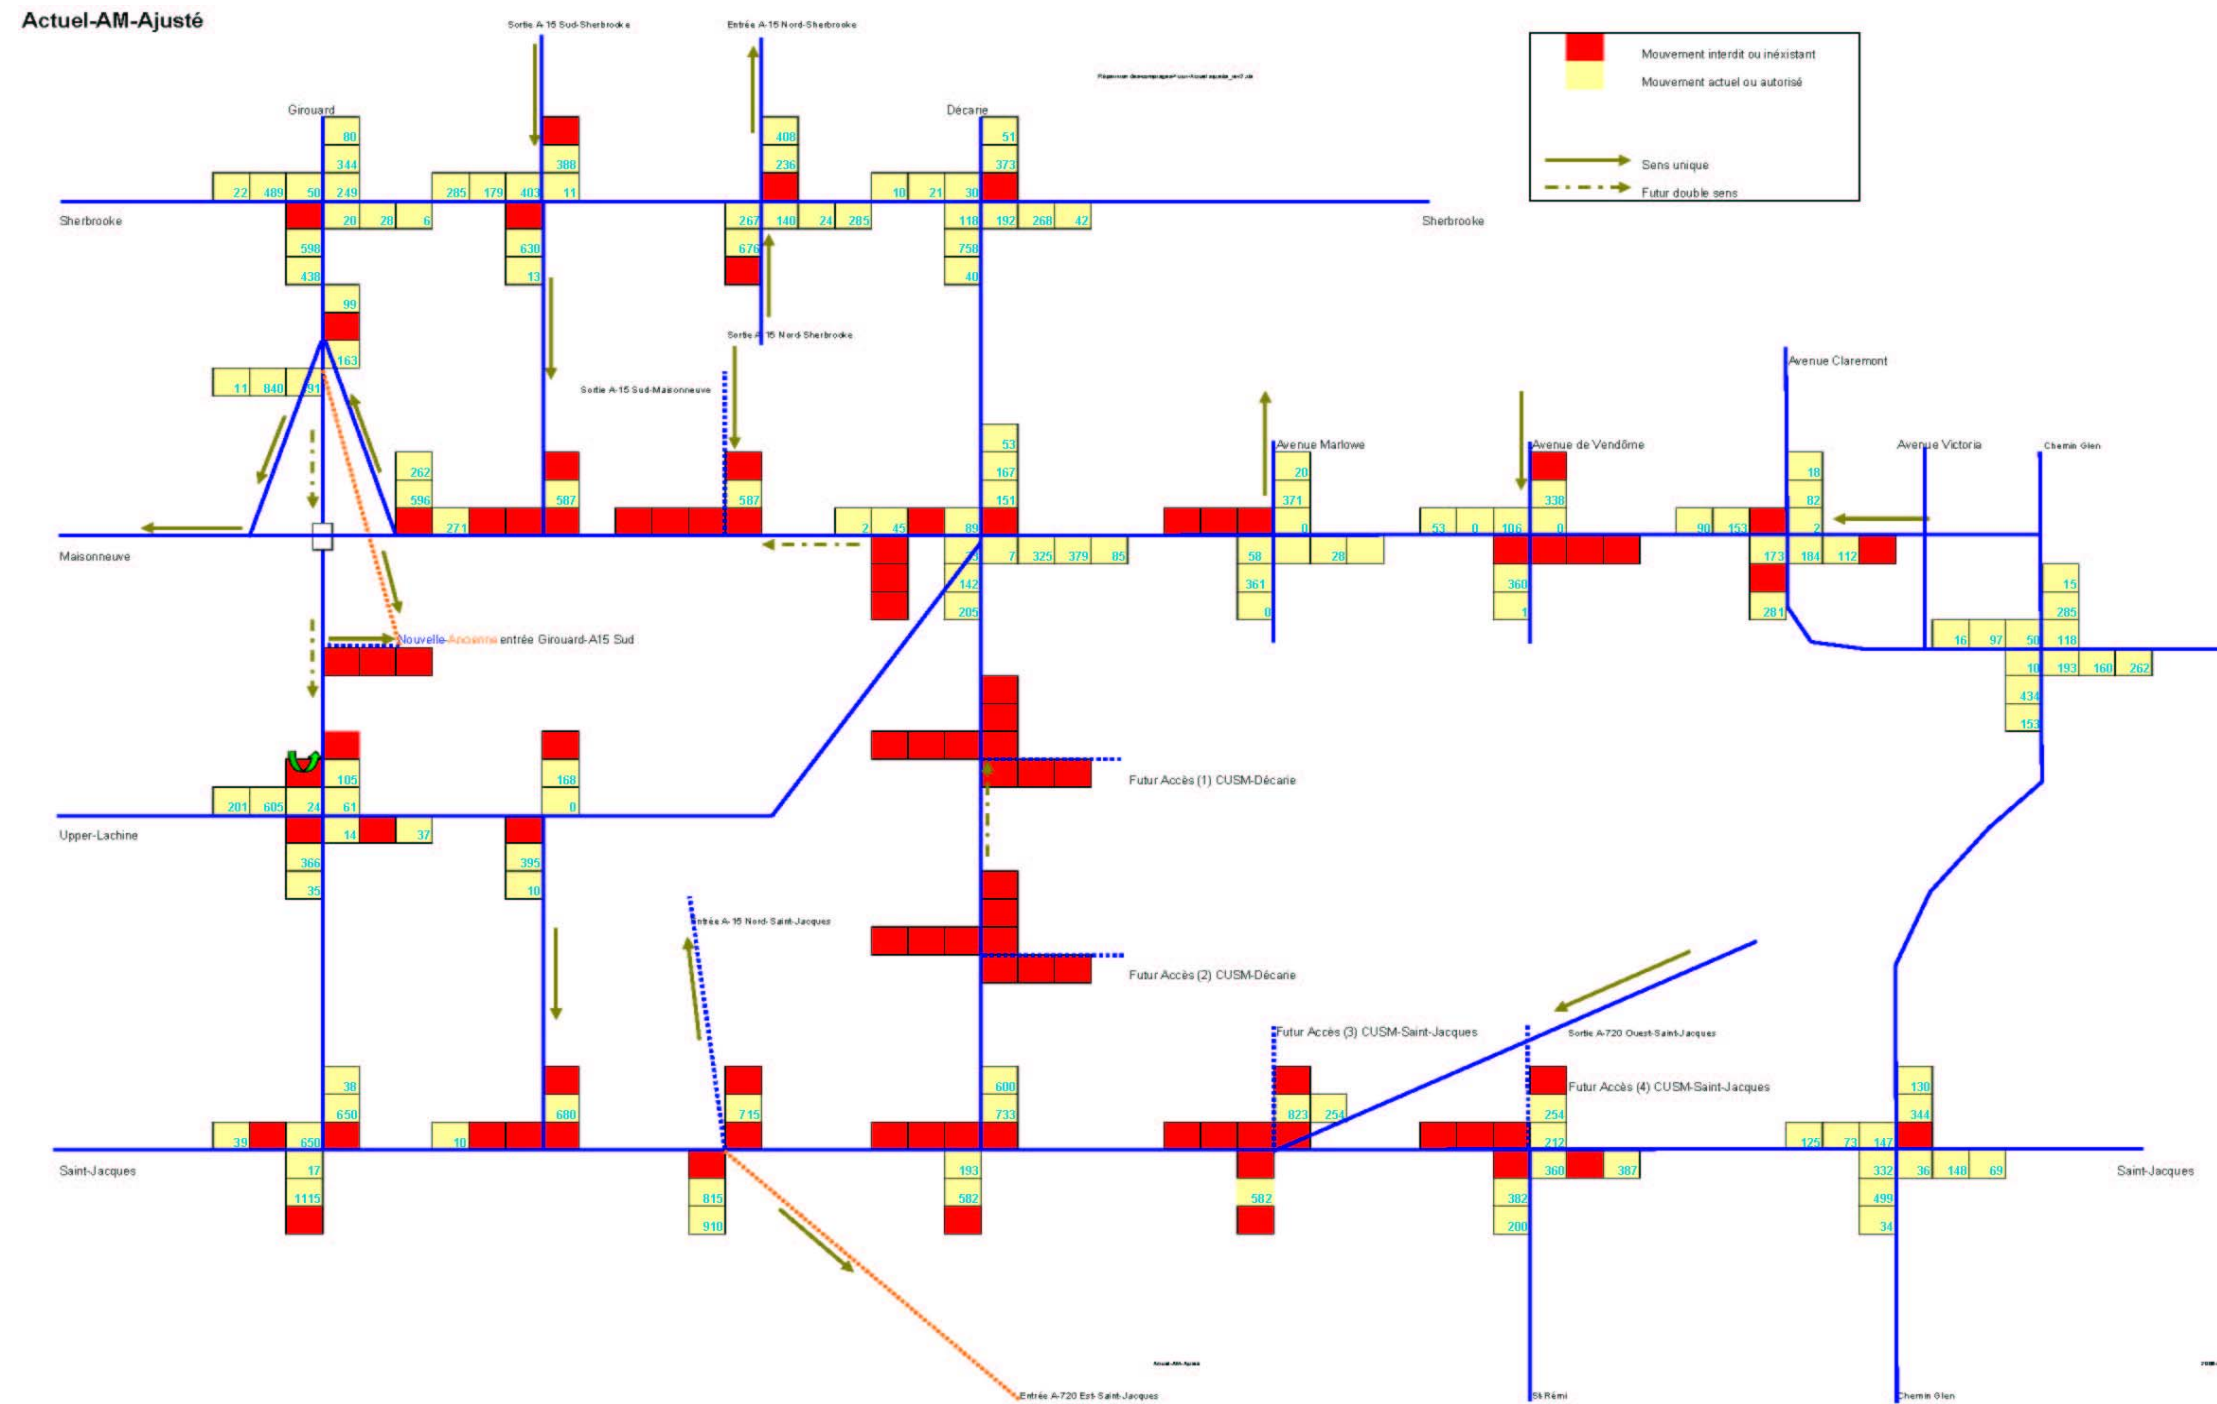 Actuel-AM-Ajusté
Sortie A-15 Sud-Sherbrooke
Entrée A-15 Nord-Sherbrooke
Mouvement interdit ou inéxistant
Mouvement actuel ou autorisé
Sens unique
Futur double sens
Girouard
Décarie
80
408
51
344
388
236
373
22 489 50 249
285 179 403 11
10 21 30
Sherbrooke
20 28 6
267 140 24 285
118 192 268 42
Sherbrooke
598
630
676
758
438
13
40
99
Sortie A-15 Nord-Sherbrooke
163
Avenue Claremont
11 840 91
Sortie A-15 Sud-Maisonneuve
53
Avenue Marlowe
Avenue de Vendôme
Avenue Victoria
Chemin Glen
262
167
20
18
596
587
587
151
371
338
82
271
2 45 89
0
53 0 106 0
90 153 2
Maisonneuve
7 325 379 85
58 28
173 184 112
142
361
360
15
205
0
1
281
285
16 97 50 118
Nouvelle-Ancienne entrée Girouard-A15 Sud
10 193 160 262
434
153
105
168
Futur Accès (1) CUSM-Décarie
201 605 24 61
0
Upper-Lachine
14 37
366
395
35
10
Entrée A-15 Nord-Saint-Jacques
Futur Accès (2) CUSM-Décarie
Futur Accès (3) CUSM-Saint-Jacques
Sortie A-720 Ouest-Saint-Jacques
38
600
Futur Accès (4) CUSM-Saint-Jacques
130
650
680
715
733
823 254
254
344
39 650
10
212
125 73 147
Saint-Jacques
17
193
360 387
332 36 148 69
Saint-Jacques
1115
815
582
582
382
499
910
200
34
Actuel-AM-Ajusté
Entrée A-720 Est-Saint-Jacques
St-Rémi
Chemin Glen